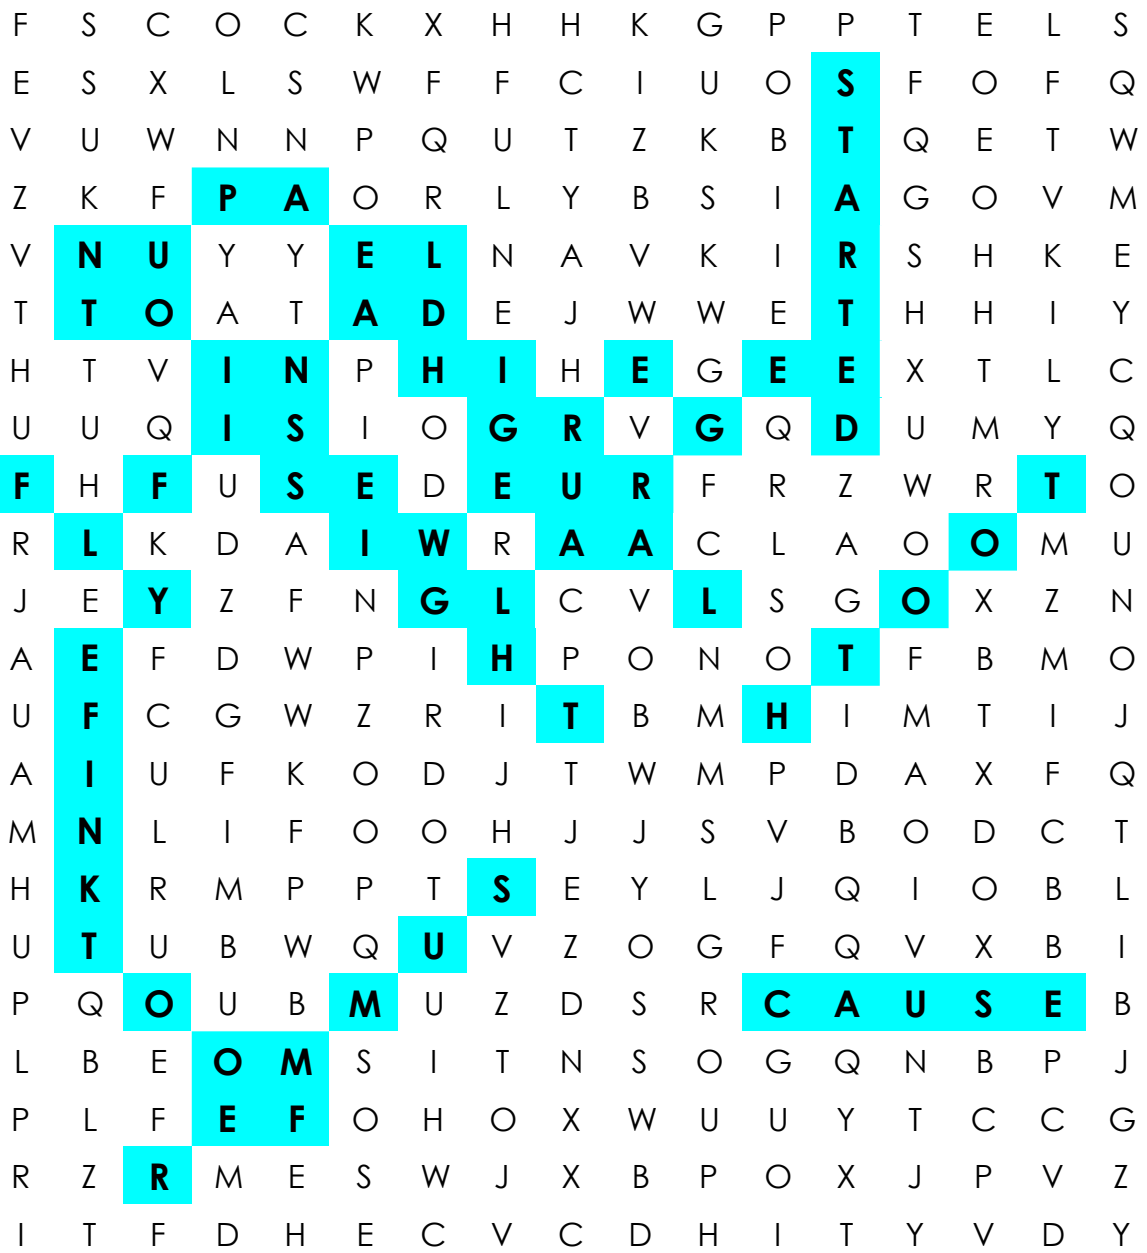 F S C O C K X H H K G P P T E L S
E S X L S W F F C I U O S F O F Q
V U W N N P Q U T Z K B T Q E T W
Z K F P A O R L Y B S I A G O V M
V N U Y Y E L N A V K I R S H K E
T T O A T A D E J W W E T H H I Y
H T V I N P H I H E G E E X T L C
U U Q I S I O G R V G Q D U M Y Q
F H F U S E D E U R F R Z W R T O
R L K D A I W R A A C L A O O M U
J E Y Z F N G L C V L S G O X Z N
A E F D W P I H P O N O T F B M O
U F C G W Z R I T B M H I M T I J
A I U F K O D J T W M P D A X F Q
M N L I F O O H J J S V B O D C T
H K R M P P T S E Y L J Q I O B L
U T U B W Q U V Z O G F Q V X B I
P Q O U B M U Z D S R C A U S E B
L B E O M S I T N S O G Q N B P J
P L F E F O H O X W U U Y T C C G
R Z R M E S W J X B P O X J P V Z
I T F D H E C V C D H I T Y V D Y